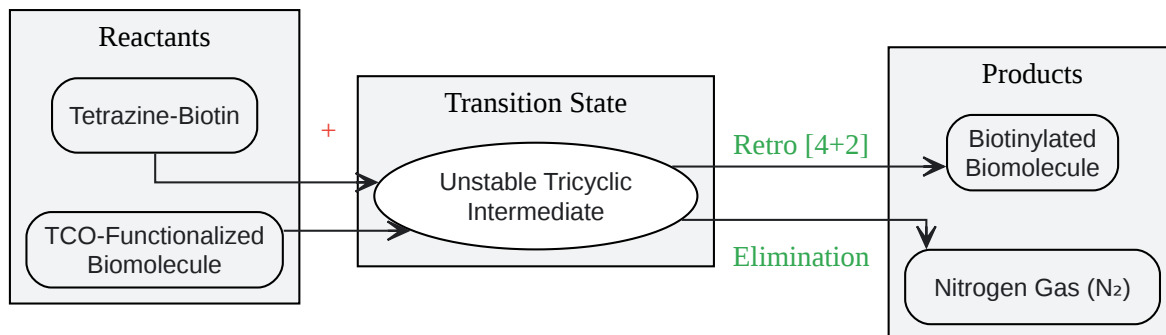 Reactants
Tetrazine-Biotin
TCO-Functionalized
Biomolecule
+
Transition State
Unstable Tricyclic
Intermediate
Retro [4+2]
Elimination
Products
Biotinylated
Biomolecule
Nitrogen Gas (N₂)